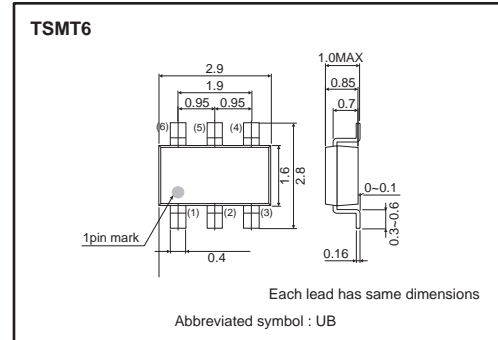 TSMT6
1.0MAX
2.9
0.85
1.9
0.7
0.95 0.95
(6) (5) (4)
1.6
2.8
0~0.1
(1) (2) (3)
0.3~0.6
1pin mark
0.4
0.16
Each lead has same dimensions
Abbreviated symbol : UB